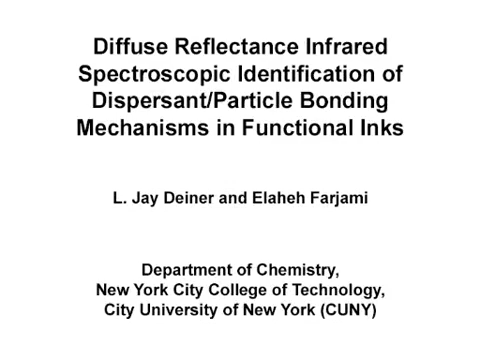 Diffuse Reflectance Infrared
Spectroscopic Identification of
Dispersant/Particle Bonding
Mechanisms in Functional Inks
L. Jay Deiner and Elaheh Farjami
Department of Chemistry,
New York City College of Technology,
City University of New York (CUNY)